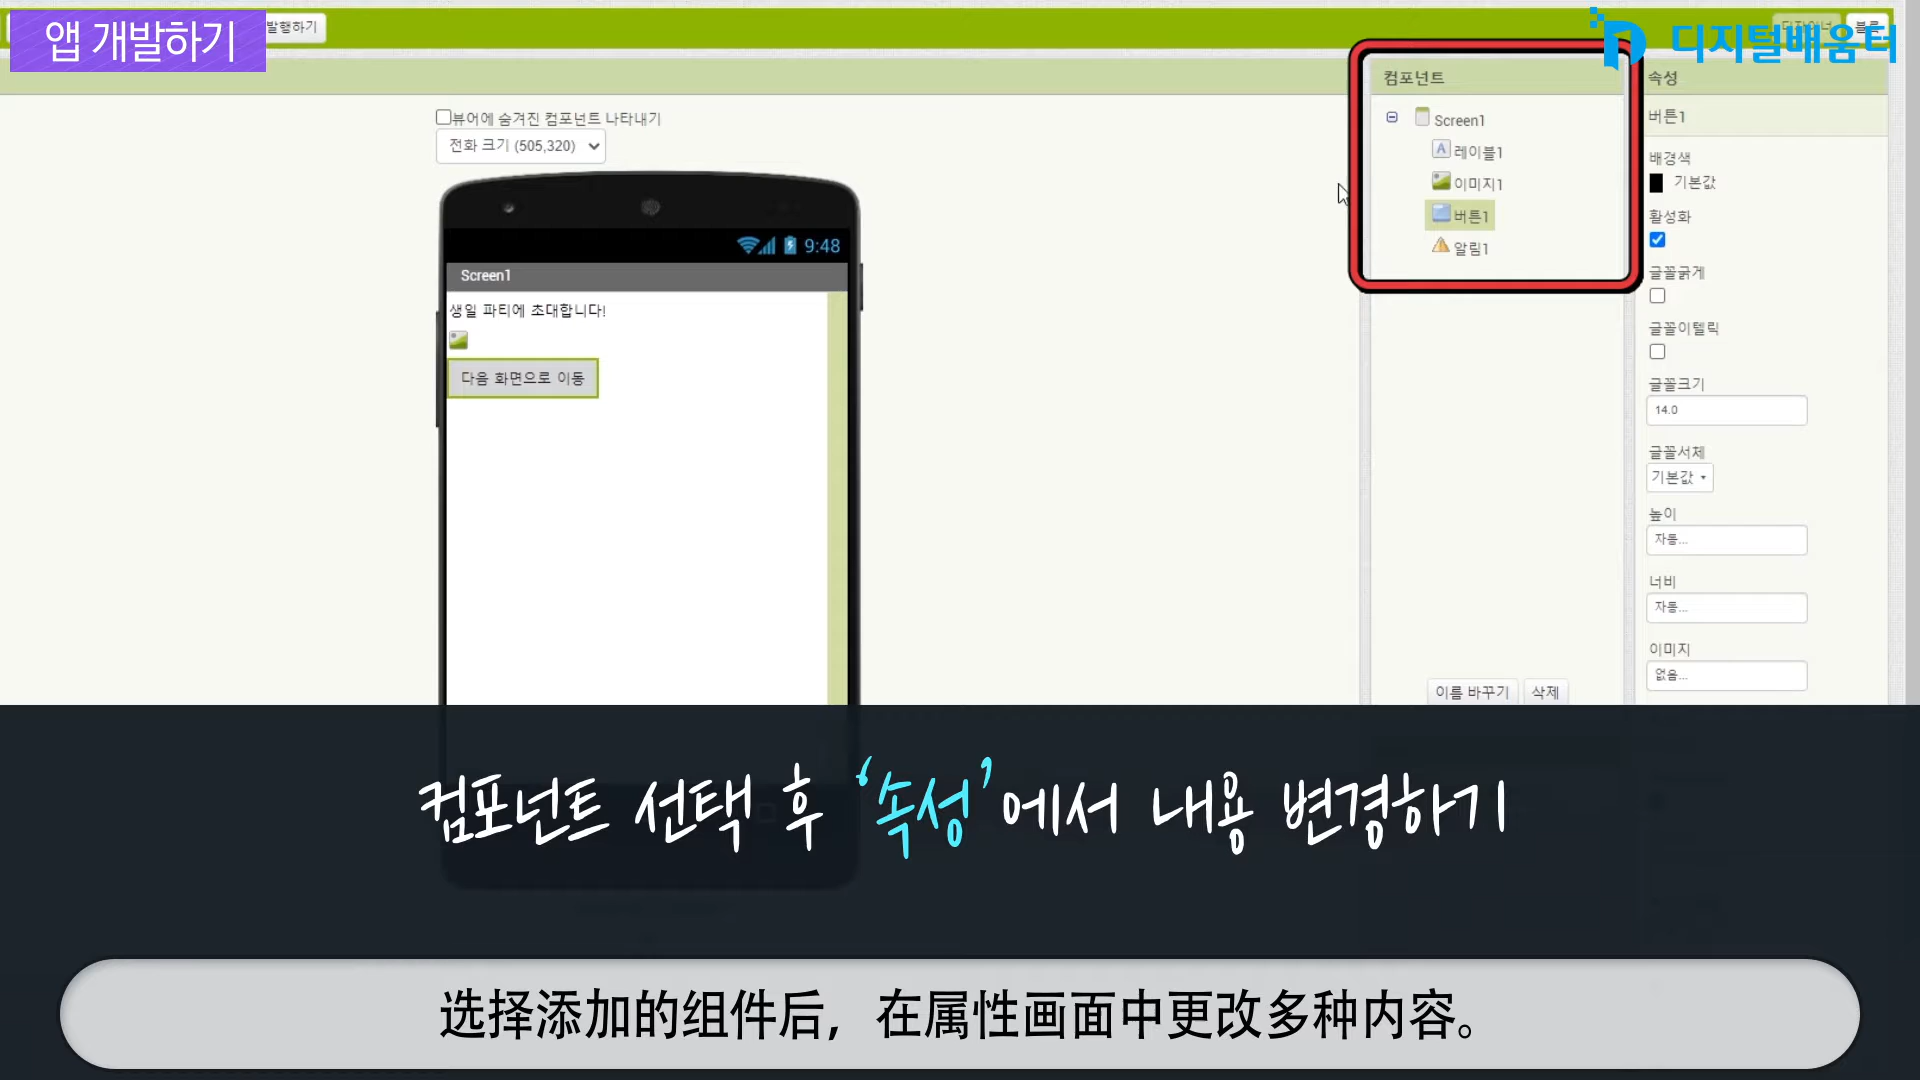 앱 개발하기
발행하기
디자이너
블록
디지털배움터
컴포넌트
속성
뷰어에 숨겨진 컴포넌트 나타내기
전화 크기 (505,320)
9:48
Screen1
생일 파티에 초대합니다!
다음 화면으로 이동
Screen1
레이블1
이미지1
버튼1
알림1
이름 바꾸기
삭제
버튼1
배경색
기본값
활성화
글꼴굵게
글꼴이텔릭
글꼴크기
14.0
글꼴서체
기본값
높이
자동...
너비
자동...
이미지
없음...
컴포넌트 선택 후 ‘속성’에서 내용 변경하기
选择添加的组件后，在属性画面中更改多种内容。